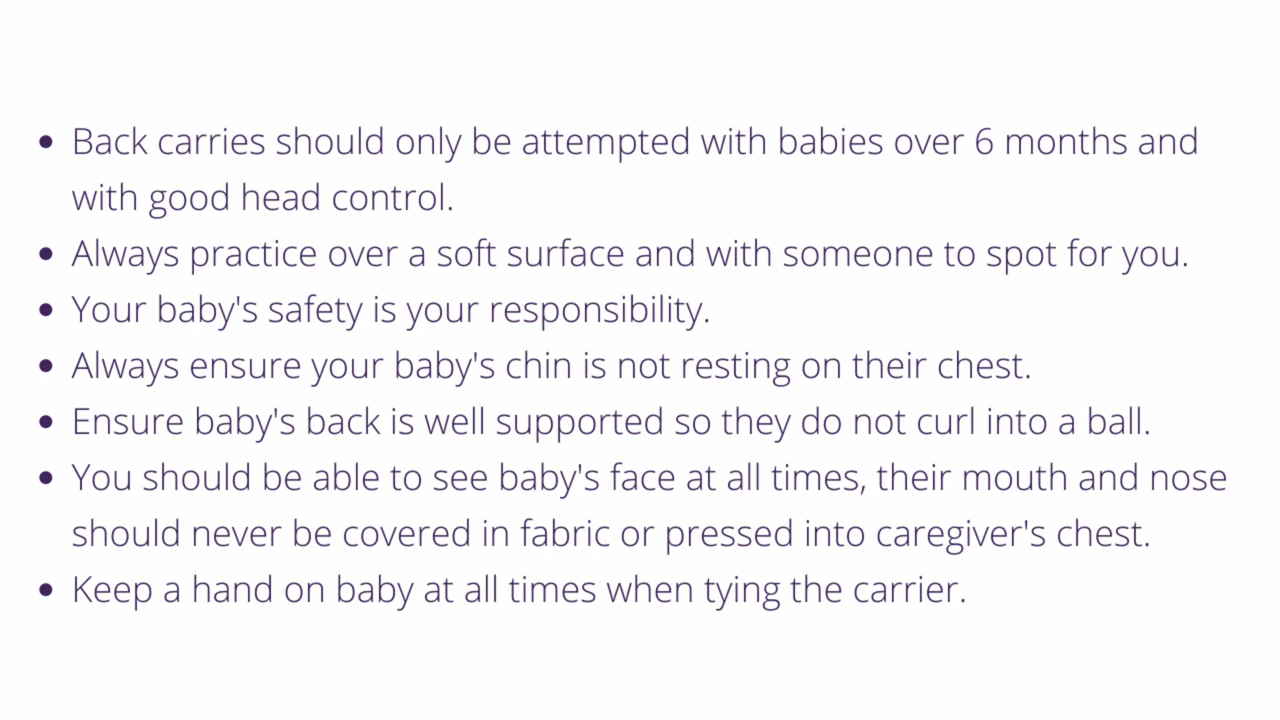 • Back carries should only be attempted with babies over 6 months and
with good head control.
• Always practice over a soft surface and with someone to spot for you.
• Your baby's safety is your responsibility.
• Always ensure your baby's chin is not resting on their chest.
• Ensure baby's back is well supported so they do not curl into a ball.
• You should be able to see baby's face at all times, their mouth and nose
should never be covered in fabric or pressed into caregiver's chest.
• Keep a hand on baby at all times when tying the carrier.